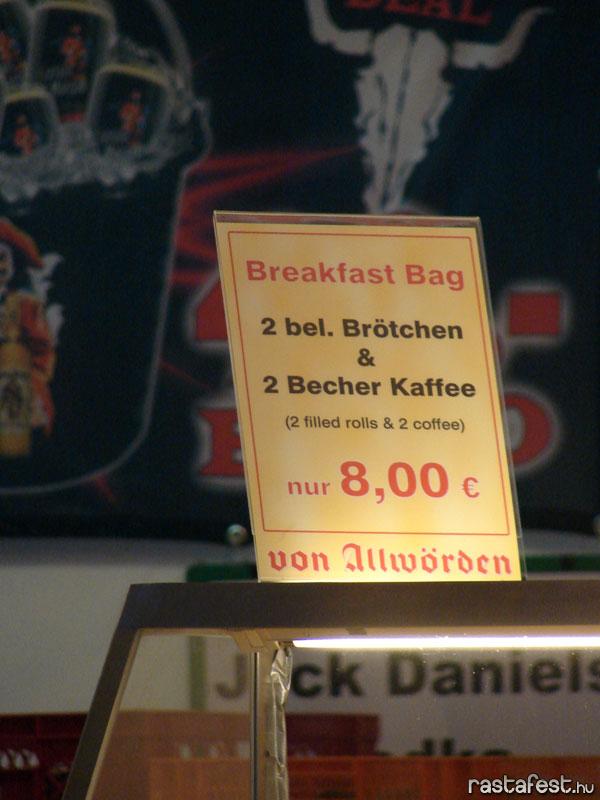 DEAL
Breakfast Bag
2 bel. Brötchen
&
2 Becher Kaffee
(2 filled rolls & 2 coffee)
nur 8,00 €
von Allwörden
Jack Daniels
rastafest.hu